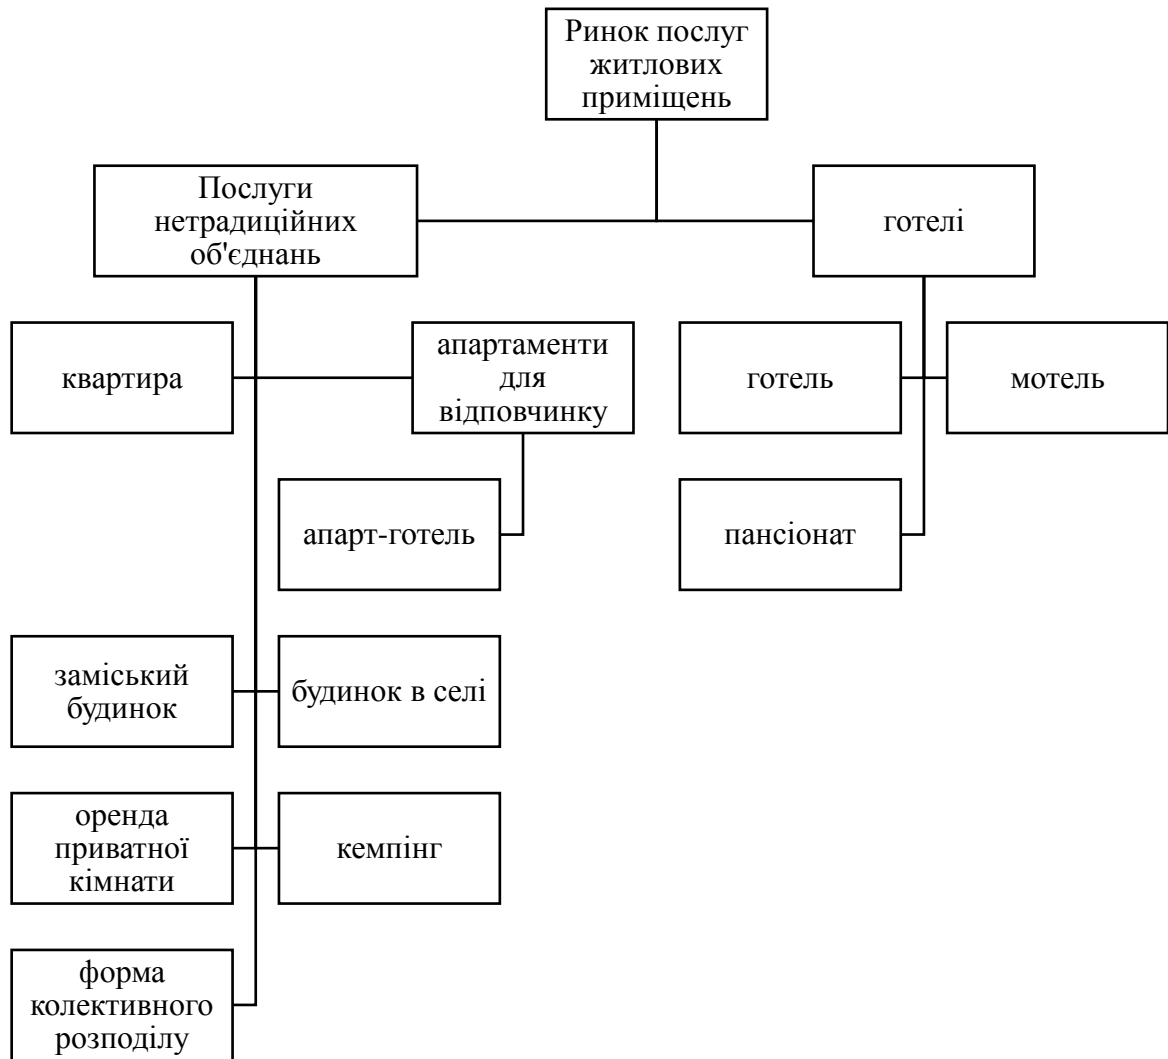 Ринок послуг
житлових
приміщень
Послуги
нетрадиційних
об'єднань
готелі
квартира
апартаменти
для
відповчинку
готель
мотель
апарт-готель
пансіонат
заміський
будинок
будинок в селі
оренда
приватної
кімнати
кемпінг
форма
колективного
розподілу